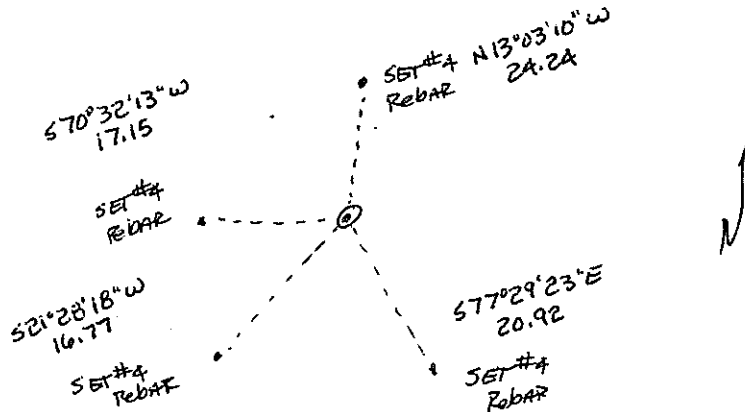 SET #4 N13°03'10" W
RebAR 24.24
S70°32'13" W
17.15
SET #4
RebAR
S21°28'18" W
16.77
SET #4
RebAR
S77°29'23" E
20.92
SET #4
RebAR
N